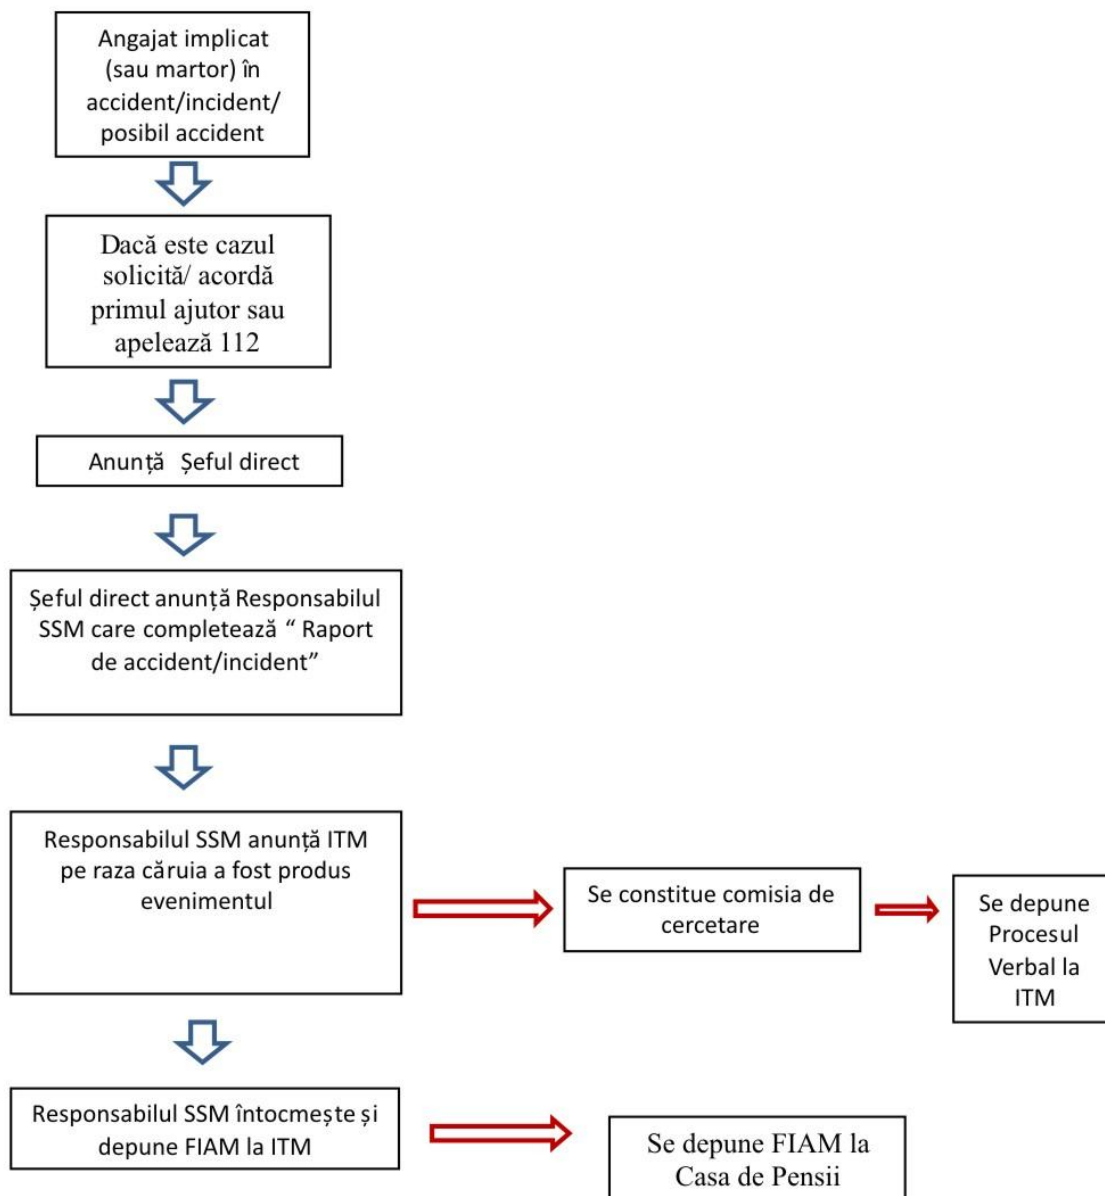 Angajat implicat
(sau martor) în
accident/incident/
posibil accident
Dacă este cazul
solicită/ acordă
primul ajutor sau
apelează 112
Anunță Șeful direct
Șeful direct anunță Responsabilul
SSM care completează “ Raport
de accident/incident”
Responsabilul SSM anunță ITM
pe raza căruia a fost produs
evenimentul
Se constitue comisia de
cercetare
Se depune
Procesul
Verbal la
ITM
Responsabilul SSM întocmește și
depune FIAM la ITM
Se depune FIAM la
Casa de Pensii